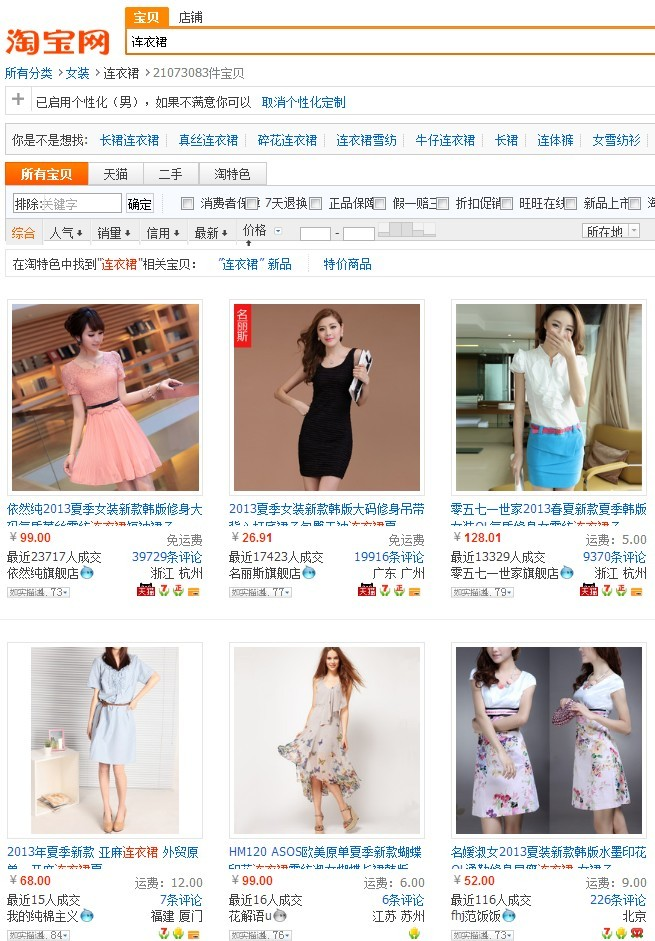 宝贝 店铺
淘宝网
连衣裙
所有分类 > 女装 > 连衣裙 > 21073083件宝贝
+ 已启用个性化（男），如果不满意你可以 取消个性化定制
你是不是想找: 长裙连衣裙 真丝连衣裙 碎花连衣裙 连衣裙雪纺 牛仔连衣裙 长裙 连体裤 女雪纺衫
所有宝贝 天猫 二手 淘特色
排除:关键字 确定 消费者保障 7天退换 正品保障 假一赔三 折扣促销 旺旺在线 新品上市 海
综合 人气 销量 信用 最新 价格 - 所在地
在淘特色中找到"连衣裙"相关宝贝: "连衣裙" 新品 特价商品
名丽斯
依然纯2013夏季女装新款韩版修身大
¥99.00 免运费
最近23717人成交 39729条评论
依然纯旗舰店 浙江 杭州
如实描述4.73 天猫 7 正
2013夏季女装新款韩版大码修身吊带
¥26.91 免运费
最近17423人成交 19916条评论
名丽斯旗舰店 广东 广州
如实描述4.77 天猫 7 正
零五七一世家2013春夏新款夏季韩版
¥128.01 运费: 5.00
最近13329人成交 9370条评论
零五七一世家旗舰店 浙江 杭州
如实描述4.79 天猫 7 正
2013年夏季新款 亚麻连衣裙 外贸原
¥68.00 运费: 12.00
最近15人成交 7条评论
我的纯棉主义 福建 厦门
如实描述4.84 7
HM120 ASOS欧美原单夏季新款蝴蝶
¥99.00 运费: 6.00
最近16人成交 6条评论
花解语u 江苏 苏州
如实描述4.76
名媛淑女2013夏装新款韩版水墨印花
¥52.00 运费: 9.00
最近116人成交 226条评论
fhj范饭饭 北京
如实描述4.73 7